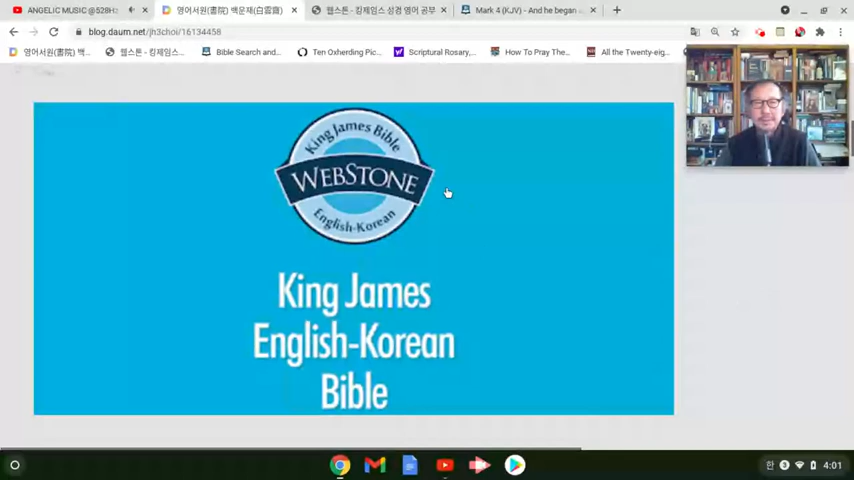 ANGELIC MUSIC @528Hz
영어서원(書院) 백운재(白雲齋)
웹스톤 - 킹제임스 성경 영어 공부
Mark 4 (KJV) - And he began a
blog.daum.net/jh3choi/16134458
영어서원(書院) 백...
웹스톤 - 킹제임스...
Bible Search and...
Ten Oxherding Pic...
Scriptural Rosary,...
How To Pray The...
All the Twenty-eig...
King James Bible
WEBSTONE
English-Korean
King James
English-Korean
Bible
한
3
4:01